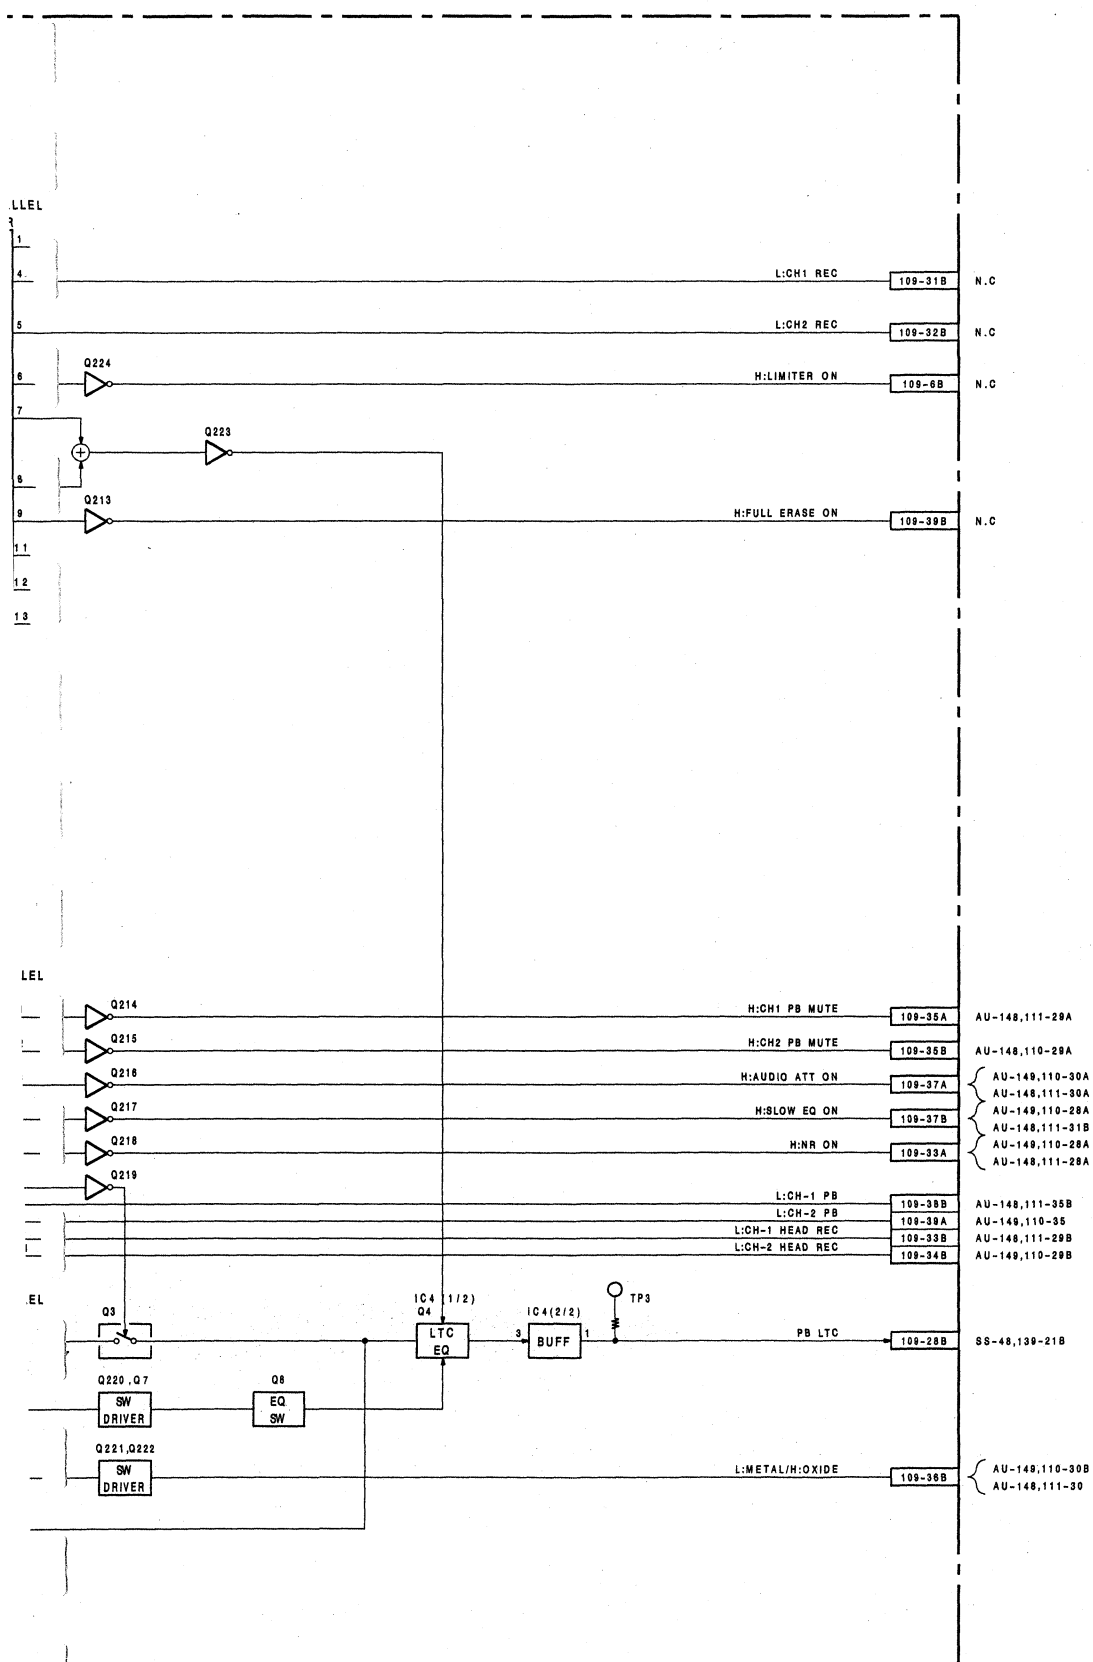 LLEL
R
1
4
L:CH1 REC
109-31B
N.C
5
L:CH2 REC
109-32B
N.C
Q224
6
H:LIMITER ON
109-6B
N.C
7
Q223
+
8
Q213
9
H:FULL ERASE ON
109-39B
N.C
11
12
13
LEL
Q214
H:CH1 PB MUTE
109-35A
AU-148,111-29A
Q215
H:CH2 PB MUTE
109-35B
AU-148,110-29A
Q216
H:AUDIO ATT ON
109-37A
AU-149,110-30A
AU-148,111-30A
Q217
H:SLOW EQ ON
109-37B
AU-149,110-28A
AU-148,111-31B
Q218
H:NR ON
109-33A
AU-149,110-28A
AU-148,111-28A
Q219
L:CH-1 PB
109-38B
AU-148,111-35B
L:CH-2 PB
109-39A
AU-149,110-35
L:CH-1 HEAD REC
109-33B
AU-148,111-29B
L:CH-2 HEAD REC
109-34B
AU-149,110-29B
EL
Q3
IC4 (1/2)
Q4
LTC
EQ
IC4(2/2)
3
BUFF
1
TP3
PB LTC
109-28B
SS-48,139-21B
Q220,Q7
SW
DRIVER
Q8
EQ
SW
Q221,Q222
SW
DRIVER
L:METAL/H:OXIDE
109-36B
AU-149,110-30B
AU-148,111-30